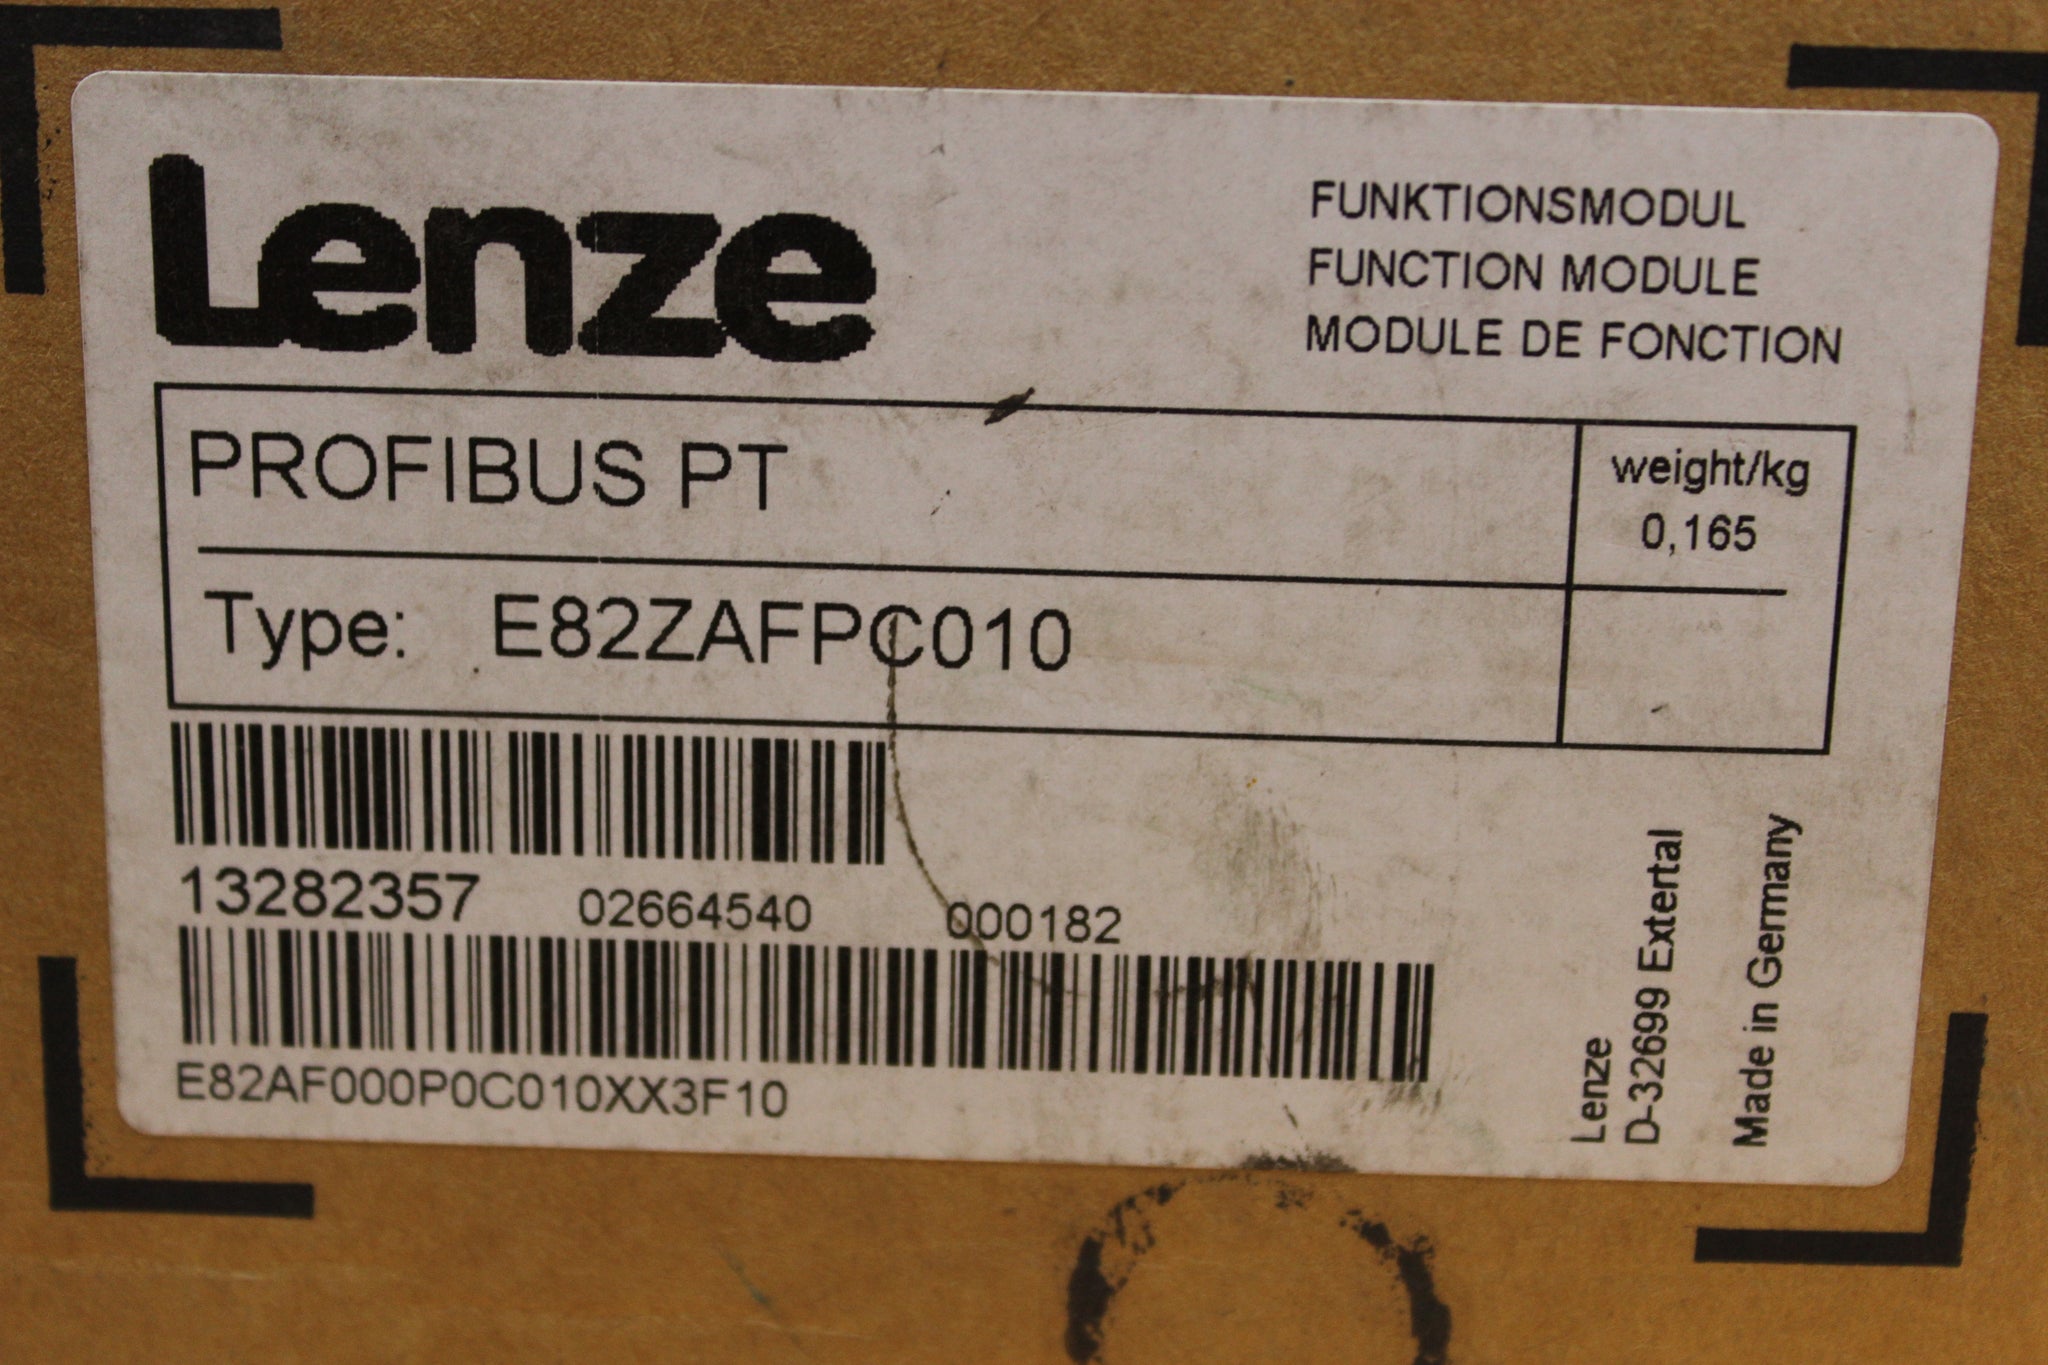 Lenze
FUNKTIONSMODUL
FUNCTION MODULE
MODULE DE FONCTION
PROFIBUS PT
weight/kg
0,165
Type: E82ZAFPC010
13282357 02664540 000182
E82AF000P0C010XX3F10
Lenze
D-32699 Extertal
Made in Germany